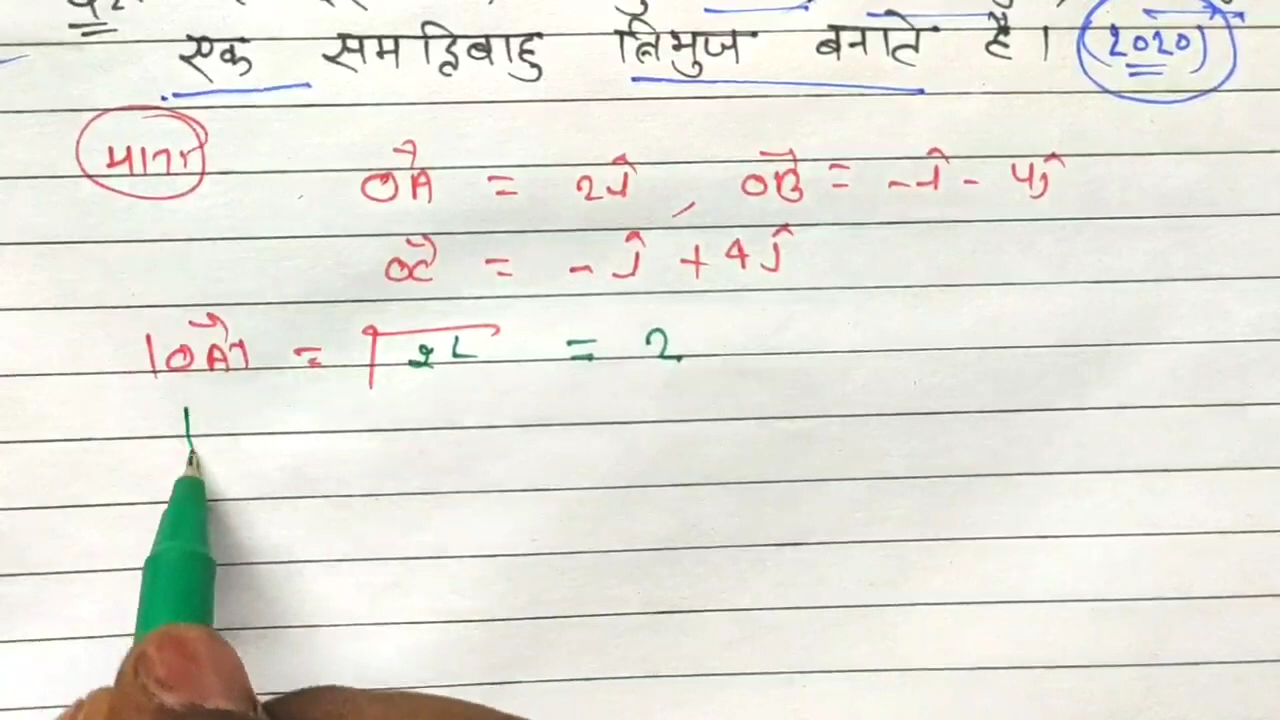 एक समद्विबाहु त्रिभुज बनाते है। (2020)
माना OA⃗ = 2î , OB⃗ = -î - 4ĵ
OC⃗ = -î + 4ĵ
|OA⃗| = √2² = 2